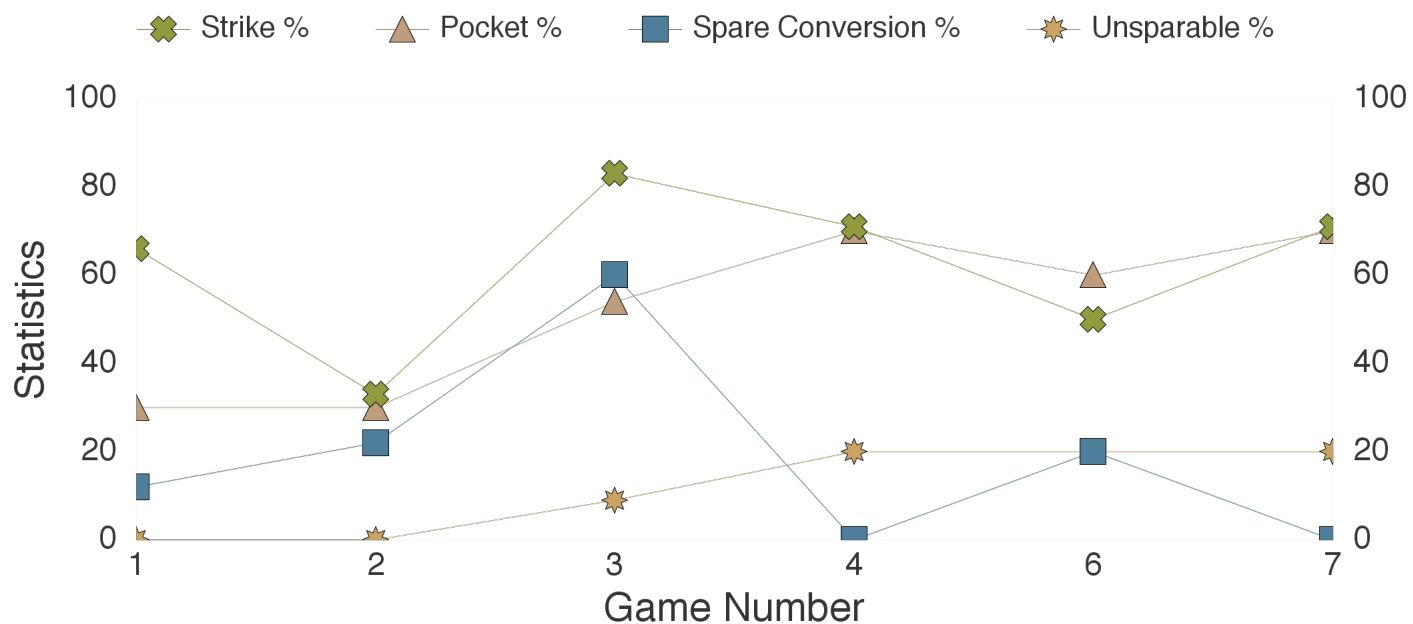 Strike % Pocket % Spare Conversion % Unsparable %
100 100
80 80
60 60
40 40
20 20
0 0
Statistics
1 2 3 4 6 7
Game Number